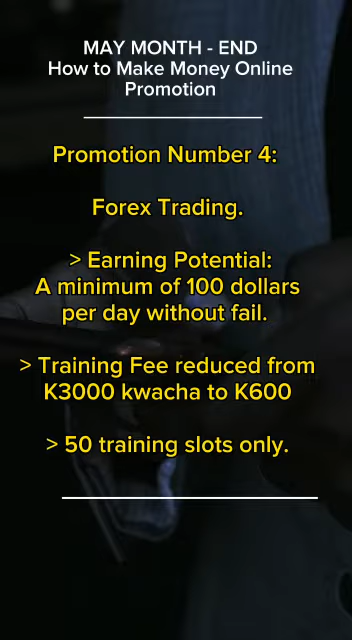 MAY MONTH - END
How to Make Money Online
Promotion
Promotion Number 4:
Forex Trading.
> Earning Potential:
A minimum of 100 dollars
per day without fail.
> Training Fee reduced from
K3000 kwacha to K600
> 50 training slots only.